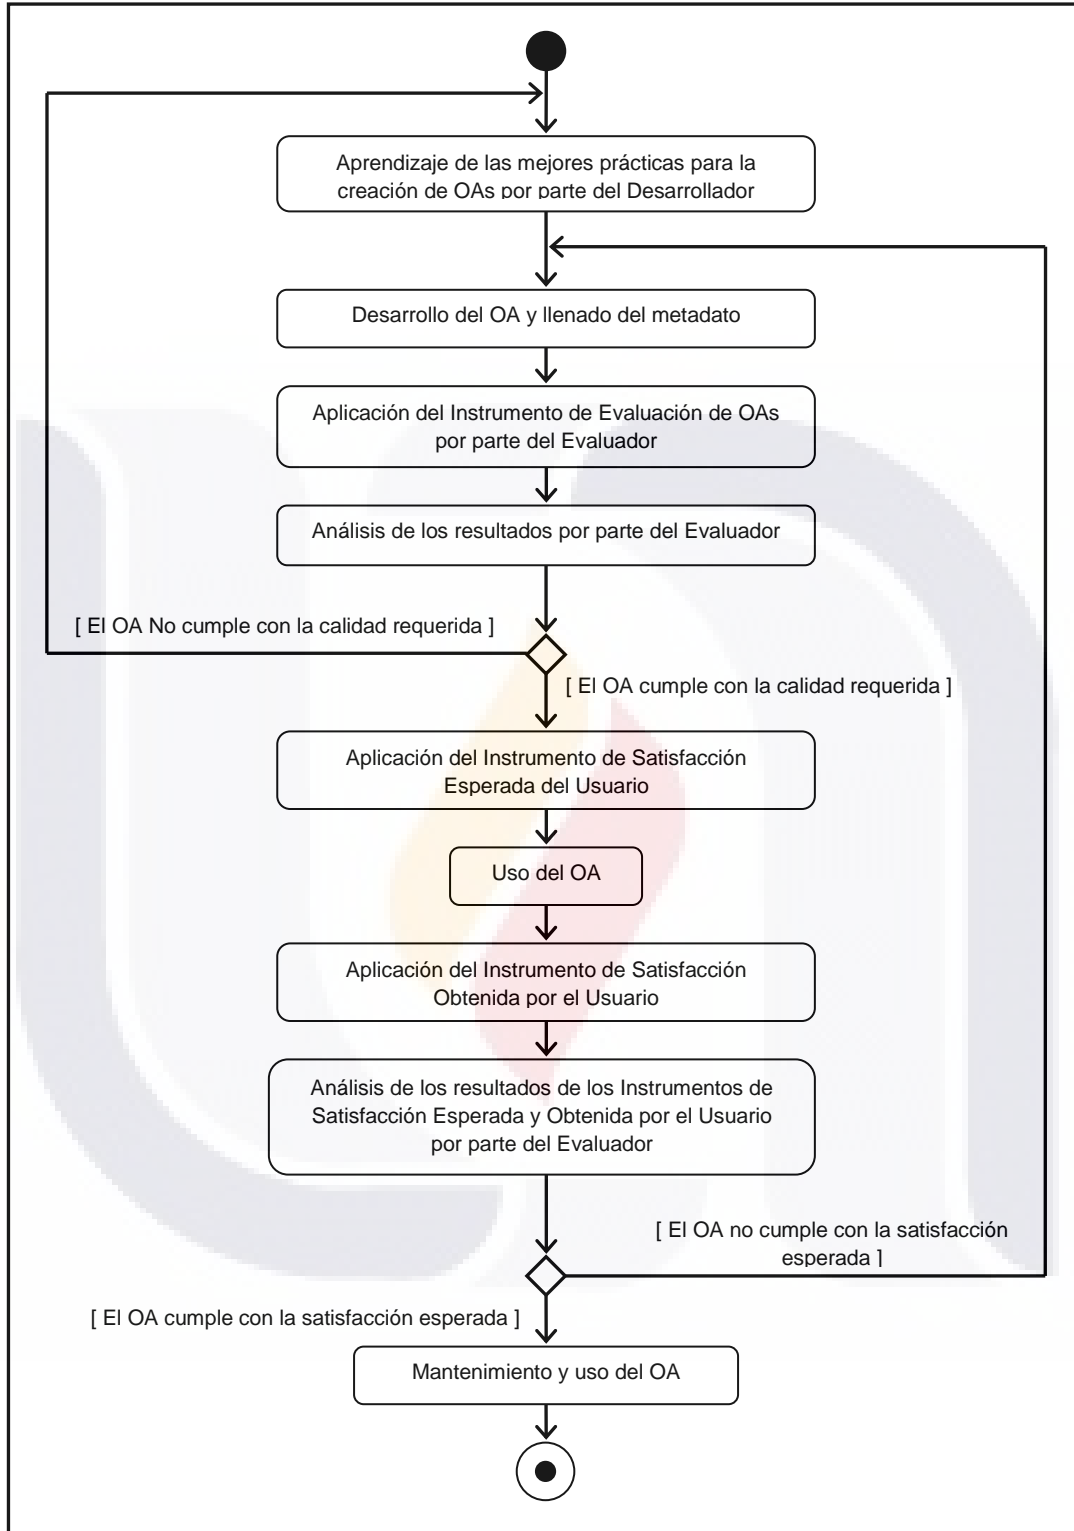 Aprendizaje de las mejores prácticas para la
creación de OAs por parte del Desarrollador
Desarrollo del OA y llenado del metadato
Aplicación del Instrumento de Evaluación de OAs
por parte del Evaluador
Análisis de los resultados por parte del Evaluador
[ El OA No cumple con la calidad requerida ]
[ El OA cumple con la calidad requerida ]
Aplicación del Instrumento de Satisfacción
Esperada del Usuario
Uso del OA
Aplicación del Instrumento de Satisfacción
Obtenida por el Usuario
Análisis de los resultados de los Instrumentos de
Satisfacción Esperada y Obtenida por el Usuario
por parte del Evaluador
[ El OA no cumple con la satisfacción
esperada ]
[ El OA cumple con la satisfacción esperada ]
Mantenimiento y uso del OA